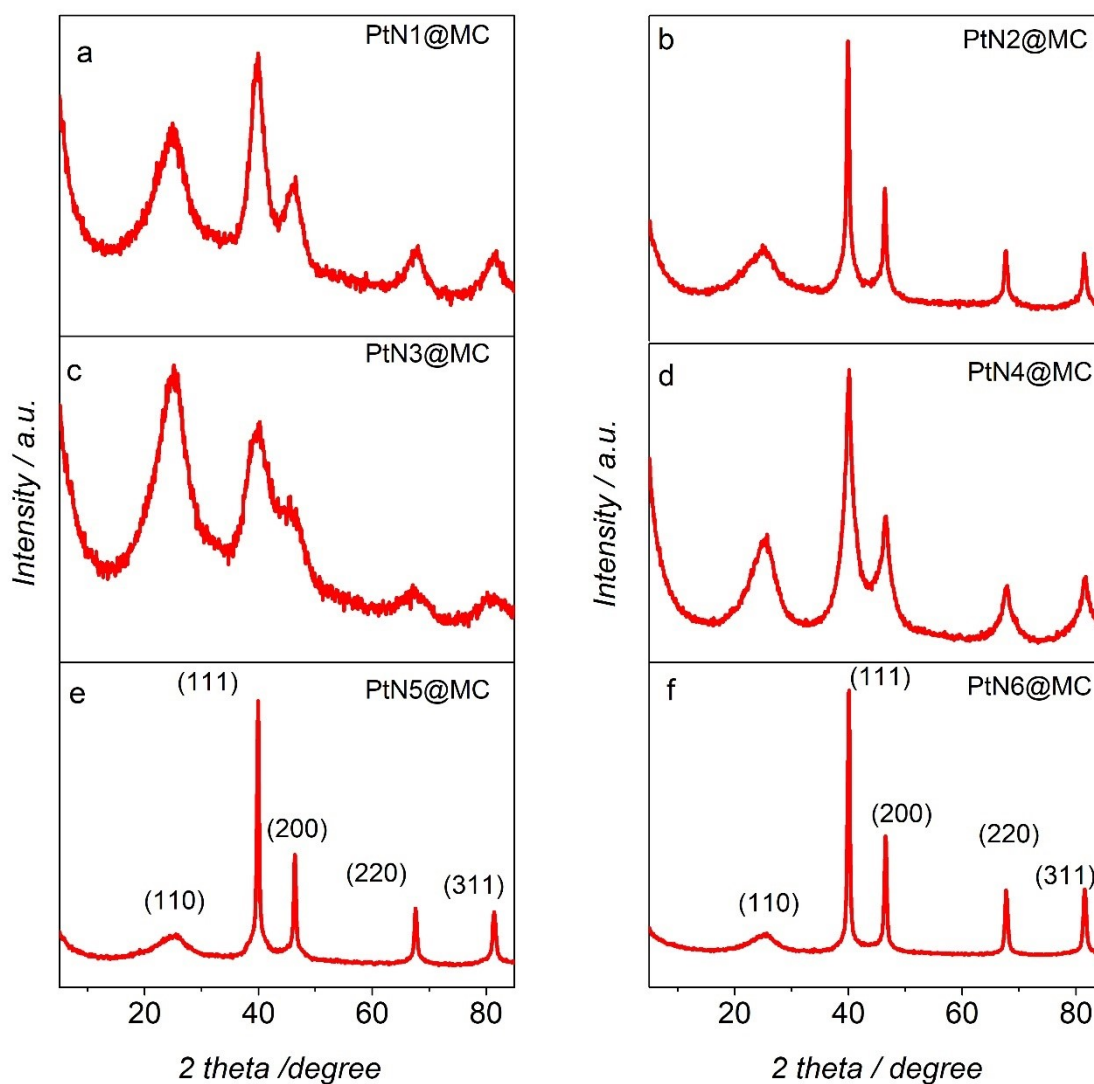 a
PtN1@MC
b
PtN2@MC
c
PtN3@MC
d
PtN4@MC
Intensity / a.u.
Intensity / a.u.
e
(111)
PtN5@MC
(200)
(110)
(220)
(311)
f
(111)
PtN6@MC
(200)
(220)
(110)
(311)
20 40 60 80
20 40 60 80
2 theta /degree
2 theta / degree